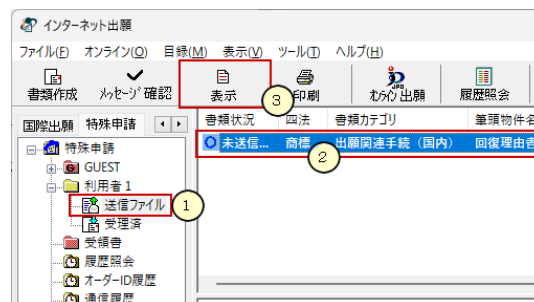 インターネット出願
ファイル(F) オンライン(O) 目録(M) 表示(V) ツール(T) ヘルプ(H)
書類作成 メッセージ確認 表示 印刷 出願 履歴照会
3
国際出願 特殊申請
書類状況 四法 書類カテゴリ 筆頭物件名
未送信... 商標 出願関連手続（国内） 回復理由書
2
特殊申請
GUEST
利用者1
送信ファイル 1
受理済
受領書
履歴照会
オーダーID履歴
通信履歴